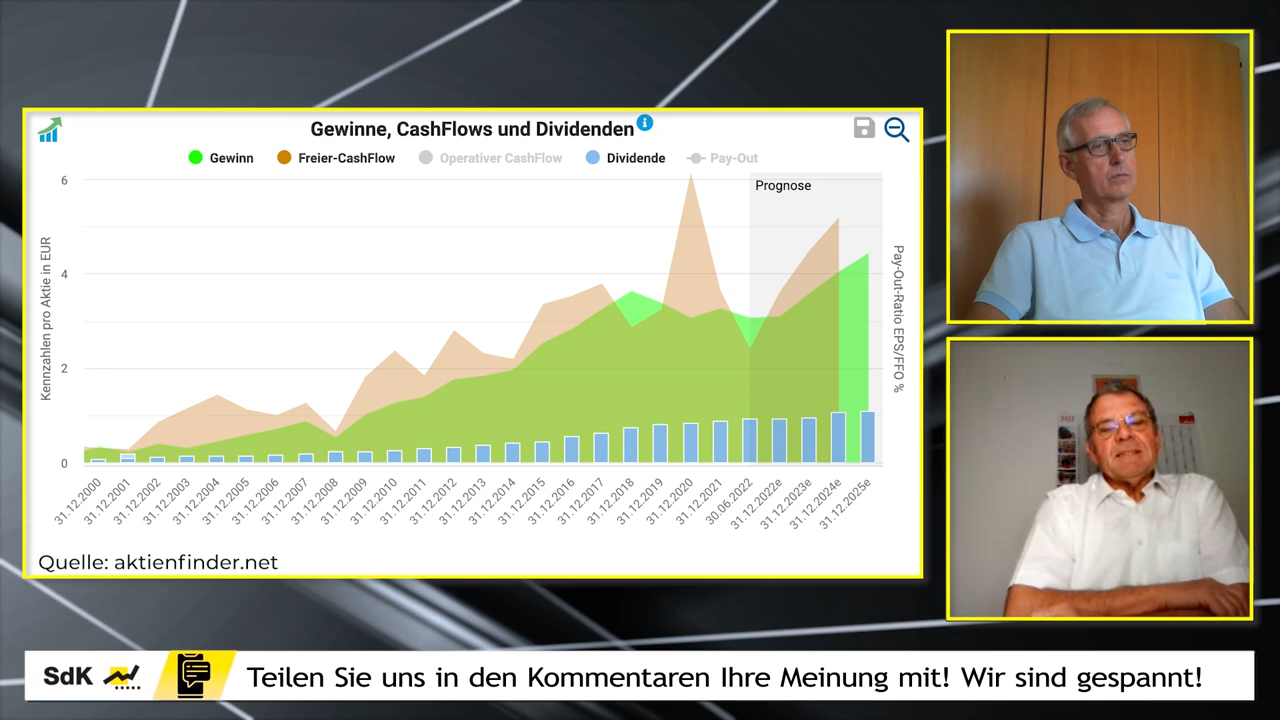 Gewinne, CashFlows und Dividenden
Gewinn Freier-CashFlow Operativer CashFlow Dividende Pay-Out
Prognose
6
4
2
0
Kennzahlen pro Aktie in EUR
Pay-Out-Ratio EPS/FFO %
31.12.2000
31.12.2001
31.12.2002
31.12.2003
31.12.2004
31.12.2005
31.12.2006
31.12.2007
31.12.2008
31.12.2009
31.12.2010
31.12.2011
31.12.2012
31.12.2013
31.12.2014
31.12.2015
31.12.2016
31.12.2017
31.12.2018
31.12.2019
31.12.2020
31.12.2021
30.06.2022
31.12.2022e
31.12.2023e
31.12.2024e
31.12.2025e
Quelle: aktienfinder.net
SdK
Teilen Sie uns in den Kommentaren Ihre Meinung mit! Wir sind gespannt!